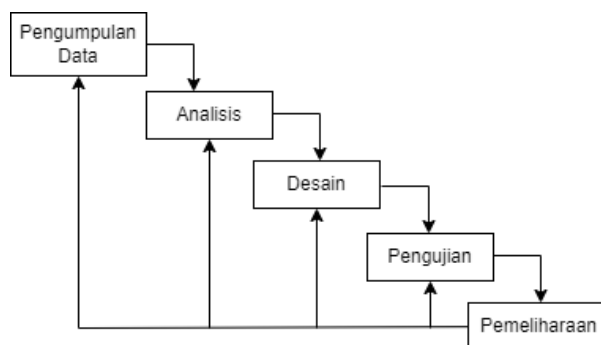 Pengumpulan
Data
Analisis
Desain
Pengujian
Pemeliharaan